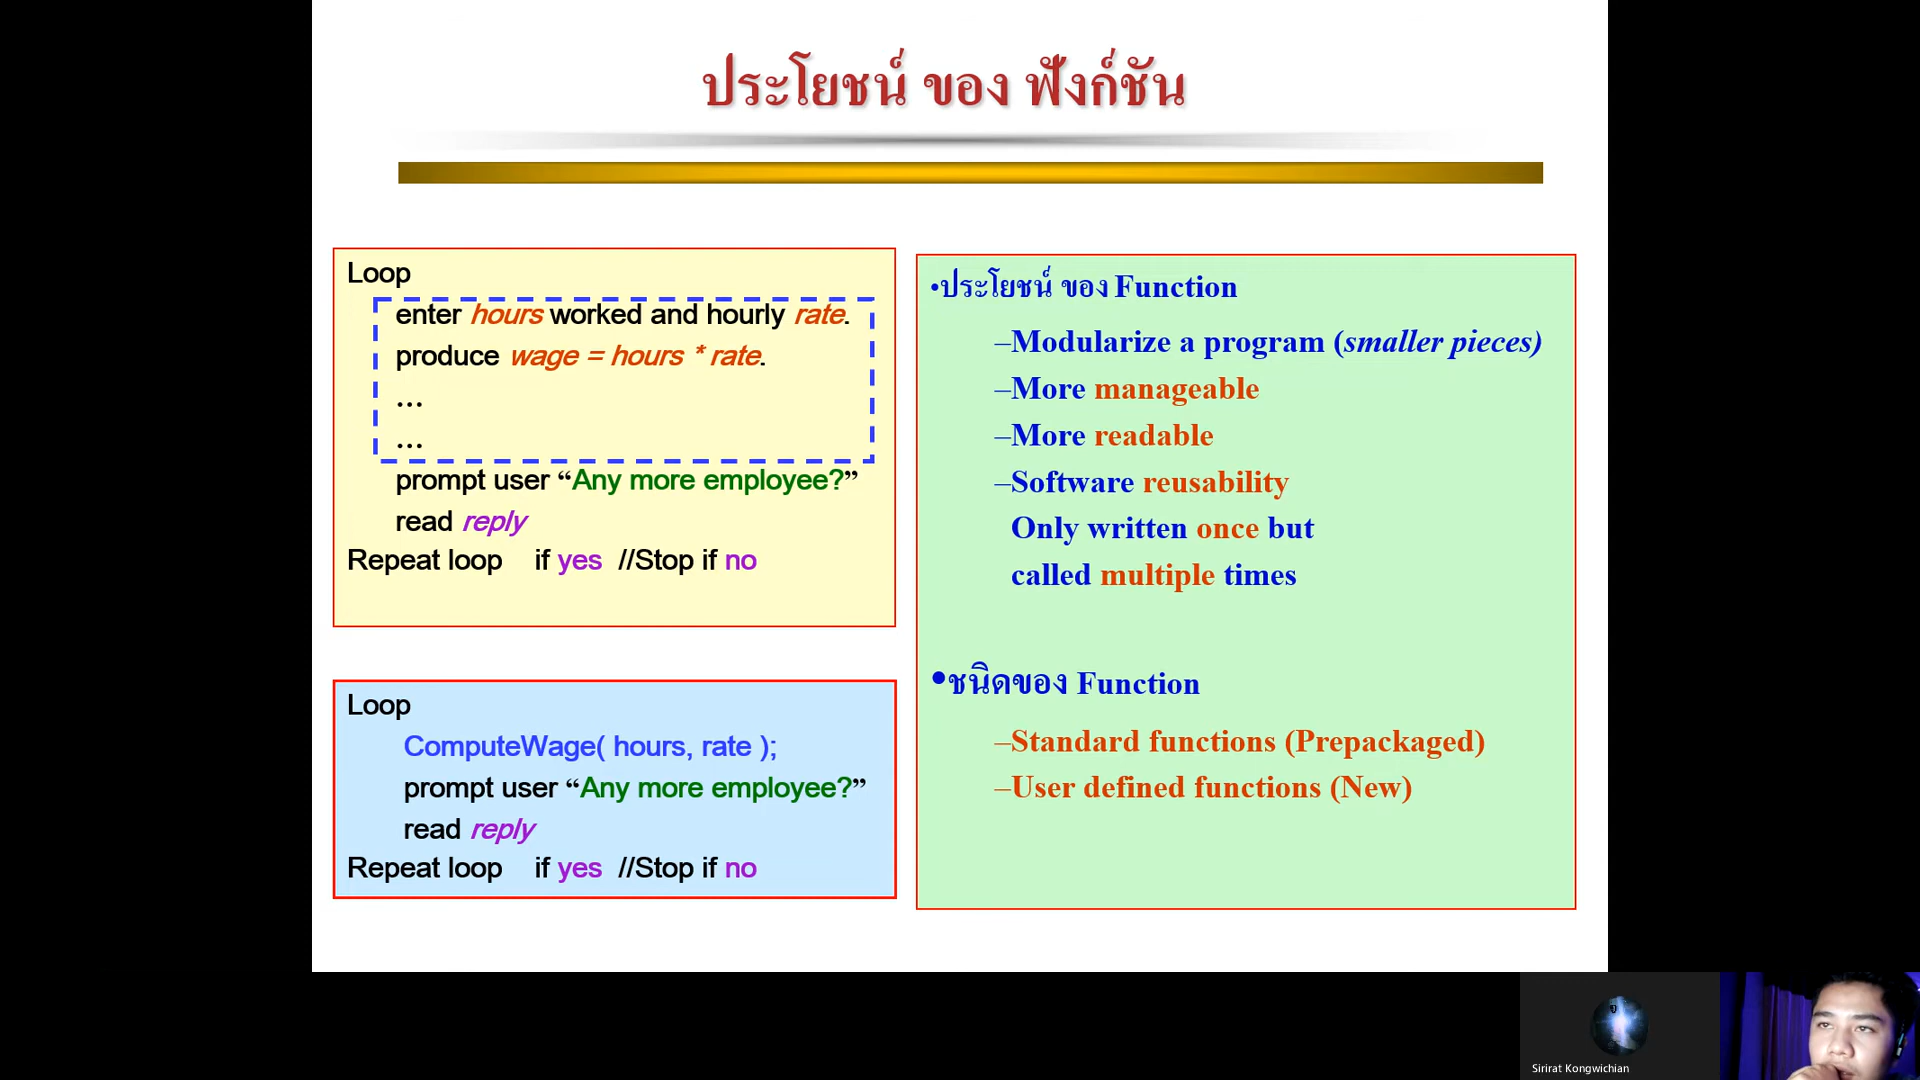 ประโยชน์ ของ ฟังก์ชัน
Loop
enter hours worked and hourly rate.
produce wage = hours * rate.
...
...
prompt user “Any more employee?”
read reply
Repeat loop if yes //Stop if no
Loop
ComputeWage( hours, rate );
prompt user “Any more employee?”
read reply
Repeat loop if yes //Stop if no
•ประโยชน์ ของ Function
–Modularize a program (smaller pieces)
–More manageable
–More readable
–Software reusability
Only written once but
called multiple times
•ชนิดของ Function
–Standard functions (Prepackaged)
–User defined functions (New)
Sirirat Kongwichian